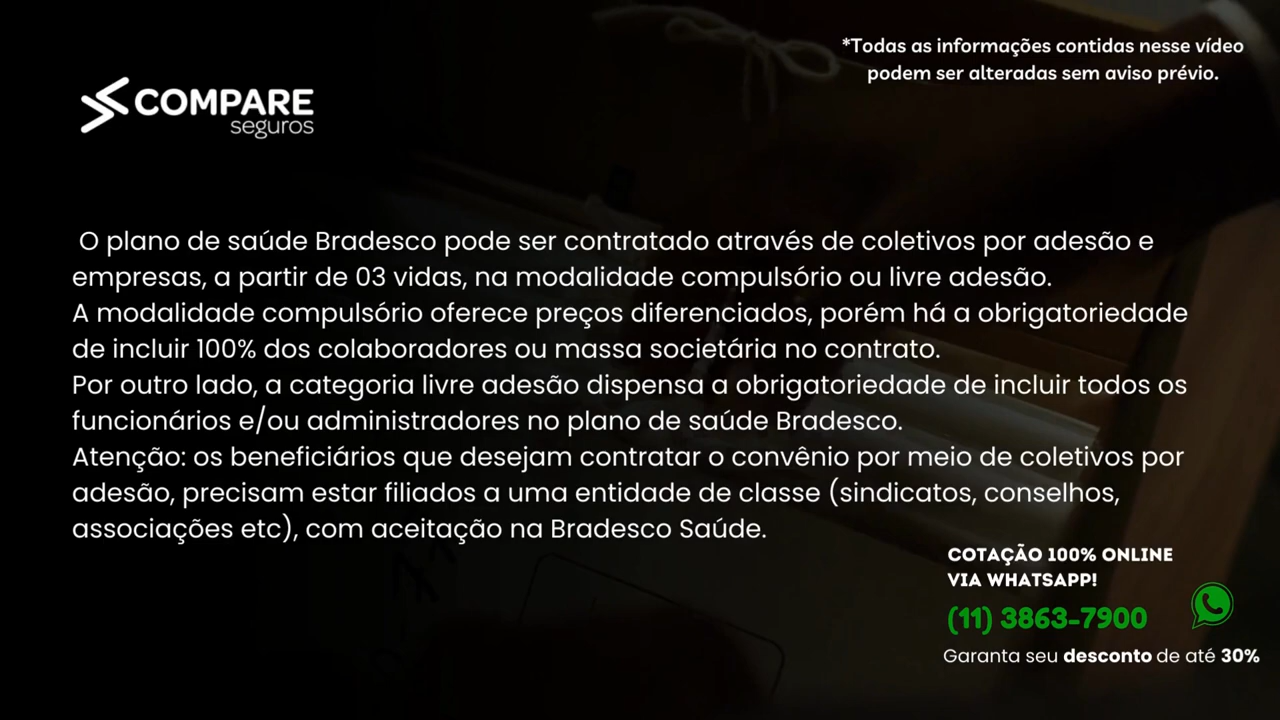 *Todas as informações contidas nesse vídeo
podem ser alteradas sem aviso prévio.
COMPARE
seguros
O plano de saúde Bradesco pode ser contratado através de coletivos por adesão e
empresas, a partir de 03 vidas, na modalidade compulsório ou livre adesão.
A modalidade compulsório oferece preços diferenciados, porém há a obrigatoriedade
de incluir 100% dos colaboradores ou massa societária no contrato.
Por outro lado, a categoria livre adesão dispensa a obrigatoriedade de incluir todos os
funcionários e/ou administradores no plano de saúde Bradesco.
Atenção: os beneficiários que desejam contratar o convênio por meio de coletivos por
adesão, precisam estar filiados a uma entidade de classe (sindicatos, conselhos,
associações etc), com aceitação na Bradesco Saúde.
COTAÇÃO 100% ONLINE
VIA WHATSAPP!
(11) 3863-7900
Garanta seu desconto de até 30%